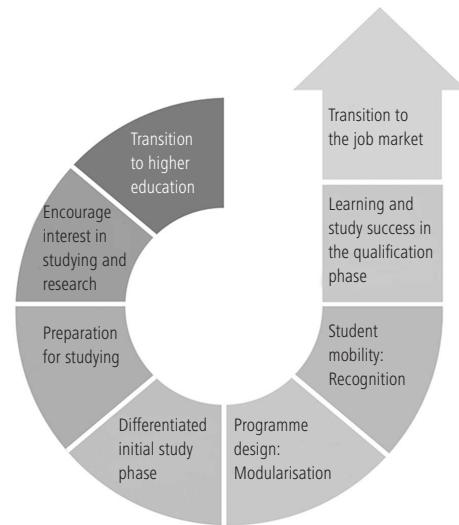 Transition
to higher
education
Encourage
interest in
studying and
research
Preparation
for studying
Differentiated
initial study
phase
Programme
design:
Modularisation
Student
mobility:
Recognition
Learning and
study success in
the qualification
phase
Transition to
the job market